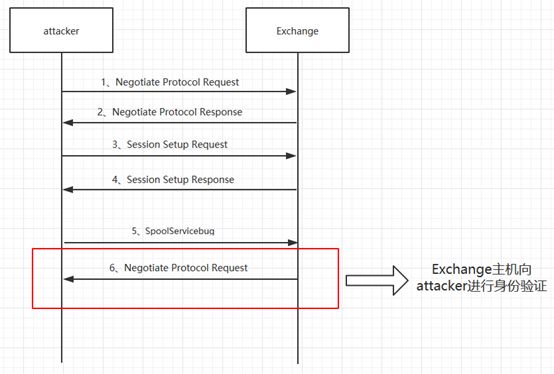 attacker
Exchange
1、Negotiate Protocol Request
2、Negotiate Protocol Response
3、Session Setup Request
4、Session Setup Response
5、SpoolServicebug
6、Negotiate Protocol Request
Exchange主机向
attacker进行身份验证